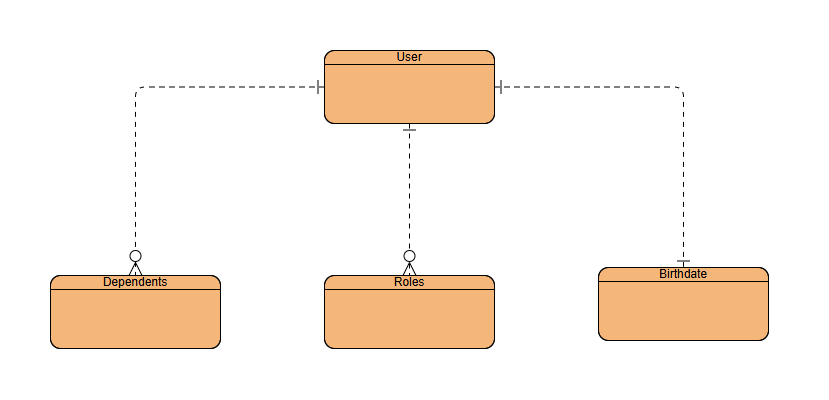 User
Dependents
Roles
Birthdate